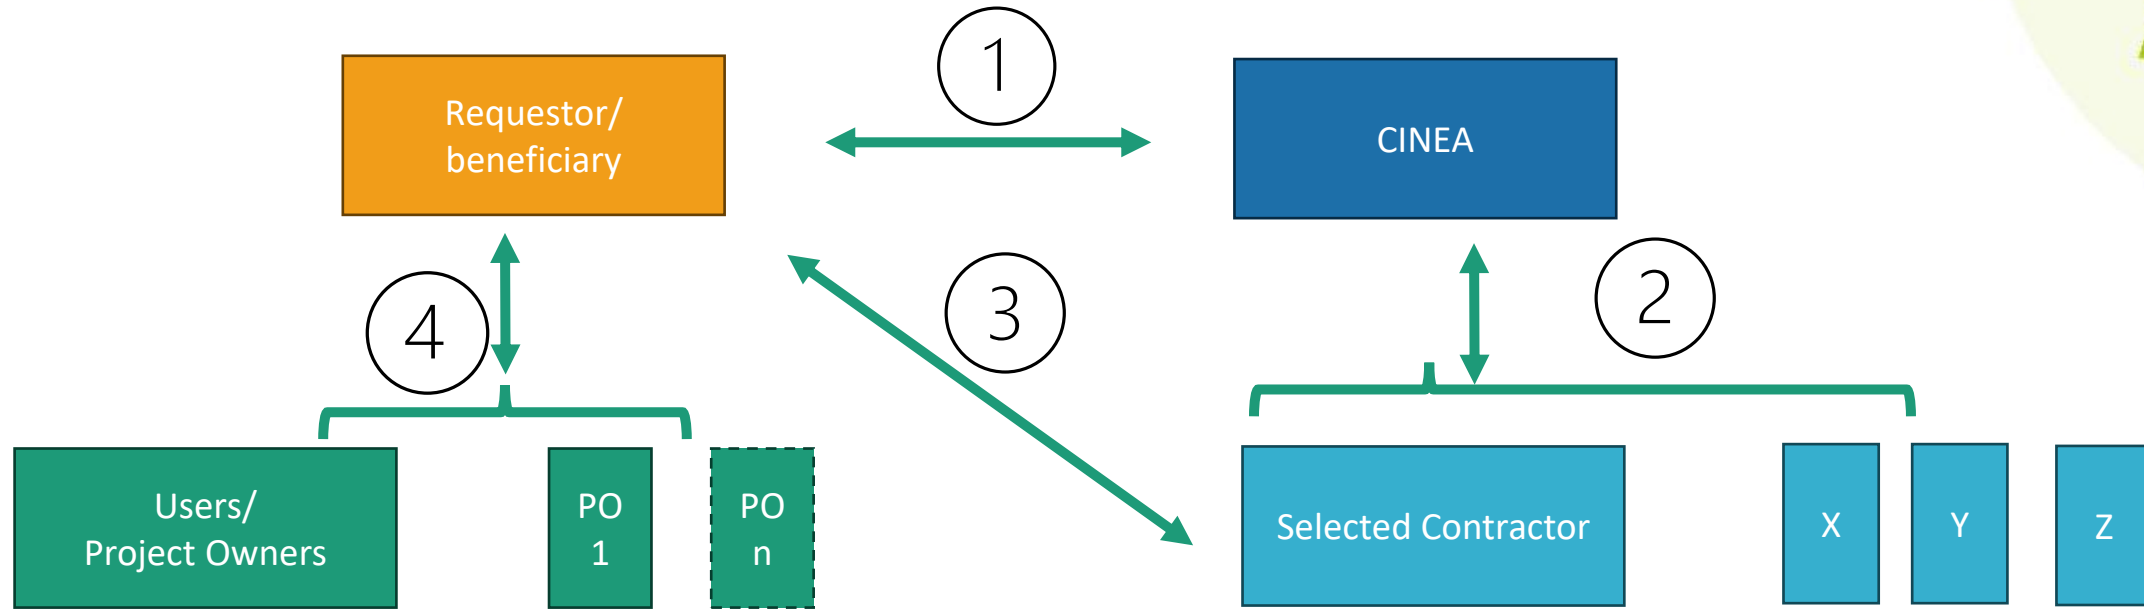 1
Requestor/
beneficiary
CINEA
2
3
4
Users/
Project Owners
PO
1
PO
n
Selected Contractor
X
Y
Z